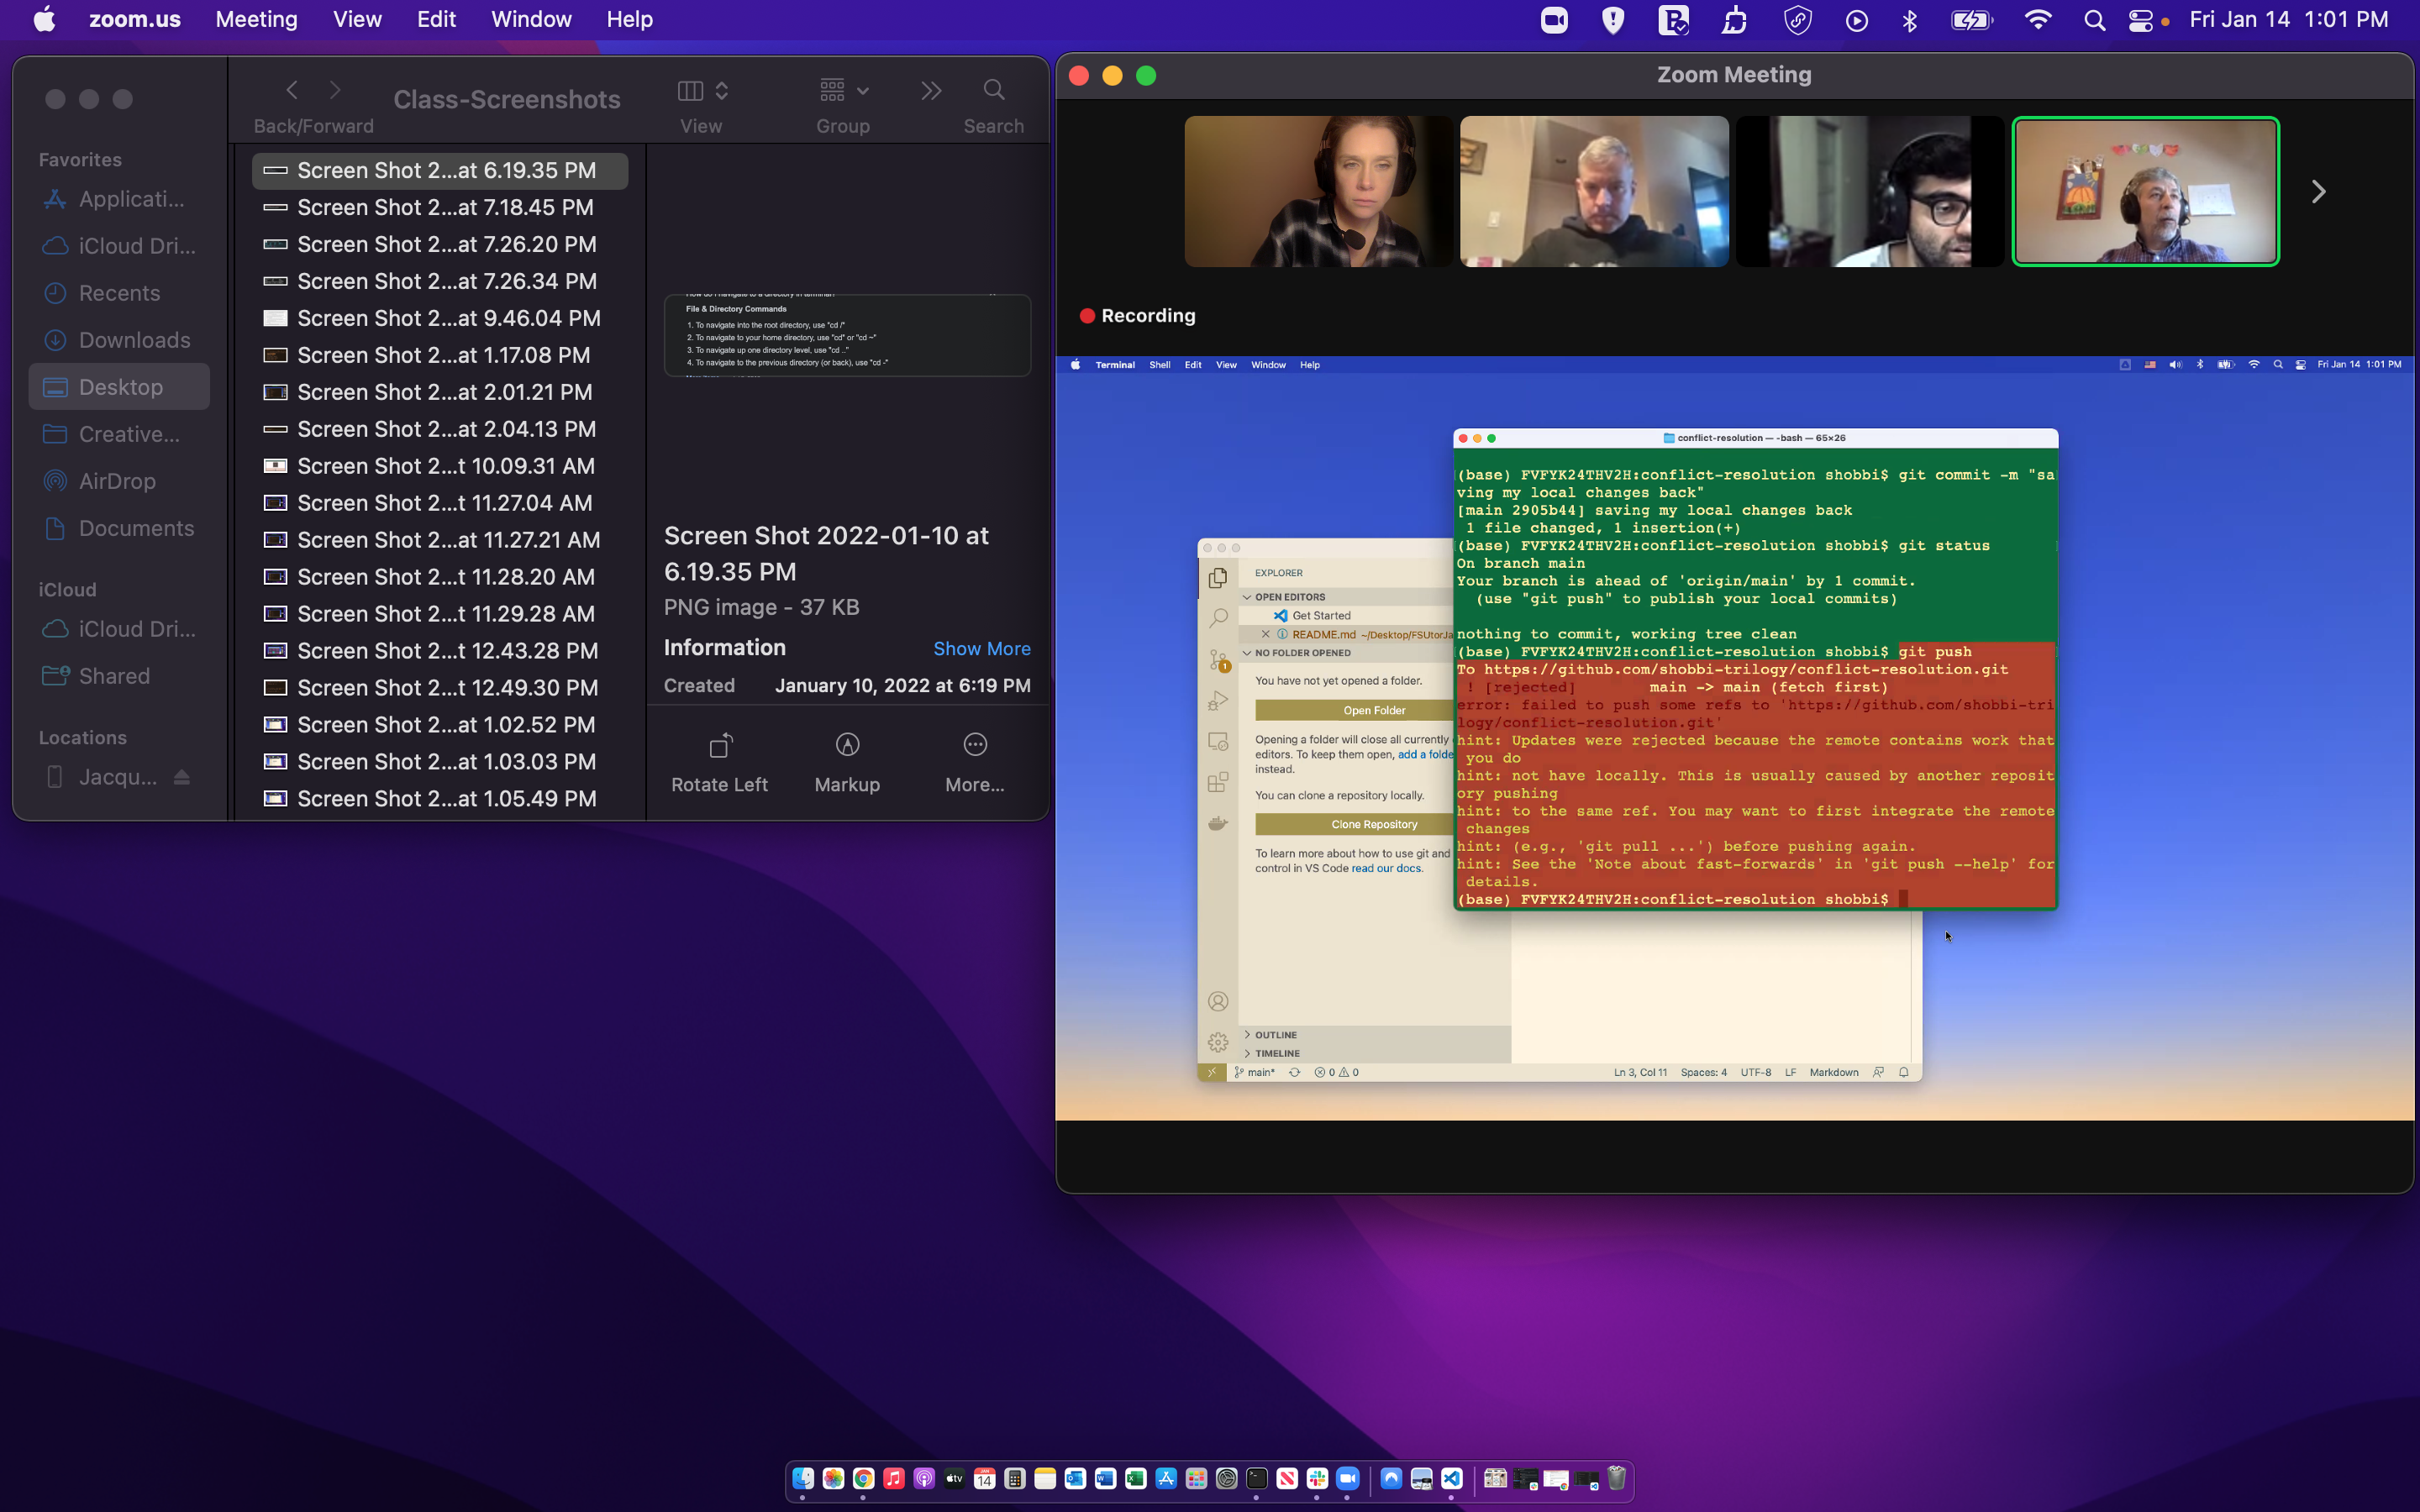 zoom.us Meeting View Edit Window Help
Fri Jan 14 1:01 PM
Class-Screenshots
Back/Forward View Group Search
Favorites
Applicati...
iCloud Dri...
Recents
Downloads
Desktop
Creative...
AirDrop
Documents
iCloud
iCloud Dri...
Shared
Locations
Jacqu...
Screen Shot 2...at 6.19.35 PM
Screen Shot 2...at 7.18.45 PM
Screen Shot 2...at 7.26.20 PM
Screen Shot 2...at 7.26.34 PM
Screen Shot 2...at 9.46.04 PM
Screen Shot 2...at 1.17.08 PM
Screen Shot 2...at 2.01.21 PM
Screen Shot 2...at 2.04.13 PM
Screen Shot 2...t 10.09.31 AM
Screen Shot 2...t 11.27.04 AM
Screen Shot 2...at 11.27.21 AM
Screen Shot 2...at 11.28.20 AM
Screen Shot 2...at 11.29.28 AM
Screen Shot 2...t 12.43.28 PM
Screen Shot 2...t 12.49.30 PM
Screen Shot 2...at 1.02.52 PM
Screen Shot 2...at 1.03.03 PM
Screen Shot 2...at 1.05.49 PM
File & Directory Commands
1. To navigate into the root directory, use "cd /"
2. To navigate to your home directory, use "cd" or "cd ~"
3. To navigate up one directory level, use "cd .."
4. To navigate to the previous directory (or back), use "cd -"
Screen Shot 2022-01-10 at
6.19.35 PM
PNG image - 37 KB
Information Show More
Created January 10, 2022 at 6:19 PM
Rotate Left Markup More...
Zoom Meeting
Recording
Terminal Shell Edit View Window Help
Fri Jan 14 1:01 PM
conflict-resolution — -bash — 65×26
(base) FVFYK24THV2H:conflict-resolution shobbi$ git commit -m "sa
ving my local changes back"
[main 2905b44] saving my local changes back
1 file changed, 1 insertion(+)
(base) FVFYK24THV2H:conflict-resolution shobbi$ git status
On branch main
Your branch is ahead of 'origin/main' by 1 commit.
(use "git push" to publish your local commits)
nothing to commit, working tree clean
(base) FVFYK24THV2H:conflict-resolution shobbi$ git push
To https://github.com/shobbi-trilogy/conflict-resolution.git
! [rejected] main -> main (fetch first)
error: failed to push some refs to 'https://github.com/shobbi-tri
logy/conflict-resolution.git'
hint: Updates were rejected because the remote contains work that
you do
hint: not have locally. This is usually caused by another reposit
ory pushing
hint: to the same ref. You may want to first integrate the remote
changes
hint: (e.g., 'git pull ...') before pushing again.
hint: See the 'Note about fast-forwards' in 'git push --help' for
details.
(base) FVFYK24THV2H:conflict-resolution shobbi$
EXPLORER
OPEN EDITORS
Get Started
README.md ~/Desktop/FSUtorJa
NO FOLDER OPENED
1
You have not yet opened a folder.
Open Folder
Opening a folder will close all currently
editors. To keep them open, add a folde
instead.
You can clone a repository locally.
Clone Repository
To learn more about how to use git and
control in VS Code read our docs.
OUTLINE
TIMELINE
main* 0 0 Ln 3, Col 11 Spaces: 4 UTF-8 LF Markdown
tv
14